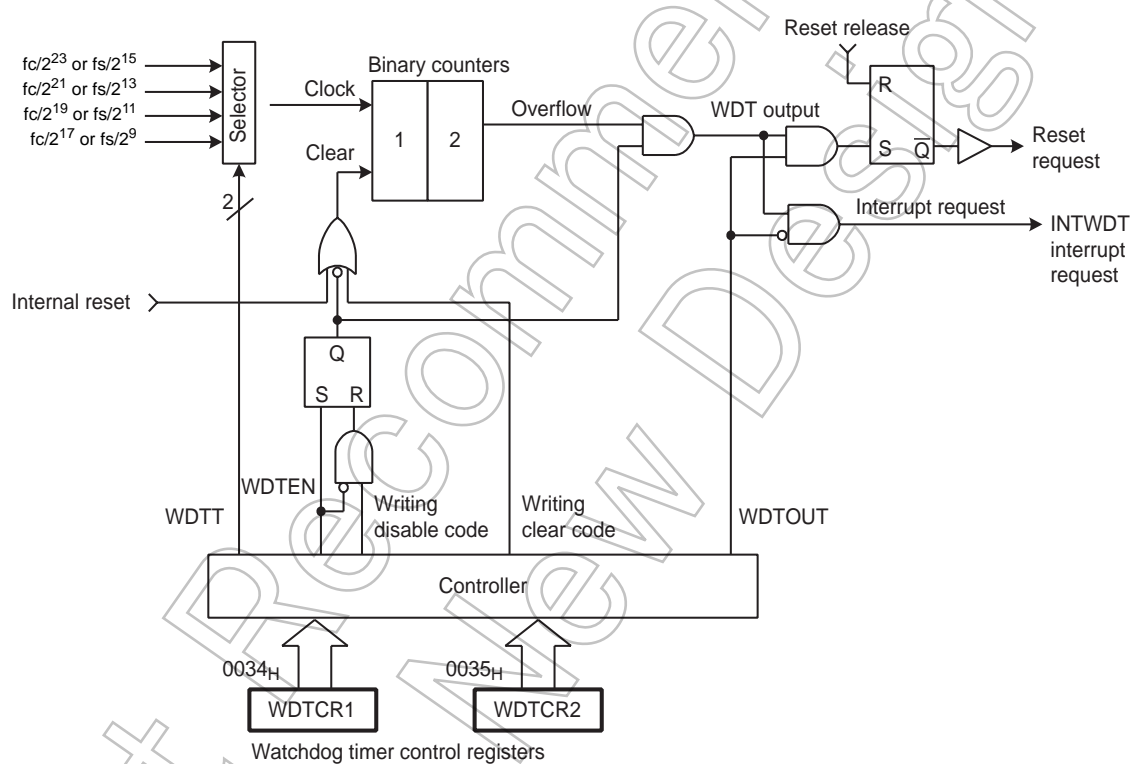 Reset release
fc/2^23 or fs/2^15
fc/2^21 or fs/2^13
fc/2^19 or fs/2^11
fc/2^17 or fs/2^9
Selector
Binary counters
Clock
1
2
Clear
Overflow
WDT output
R
S
Q̅
Reset
request
2
Interrupt request
INTWDT
interrupt
request
Internal reset
Q
S
R
WDTEN
WDTT
Writing
disable code
Writing
clear code
WDTOUT
Controller
0034H
0035H
WDTCR1
WDTCR2
Watchdog timer control registers